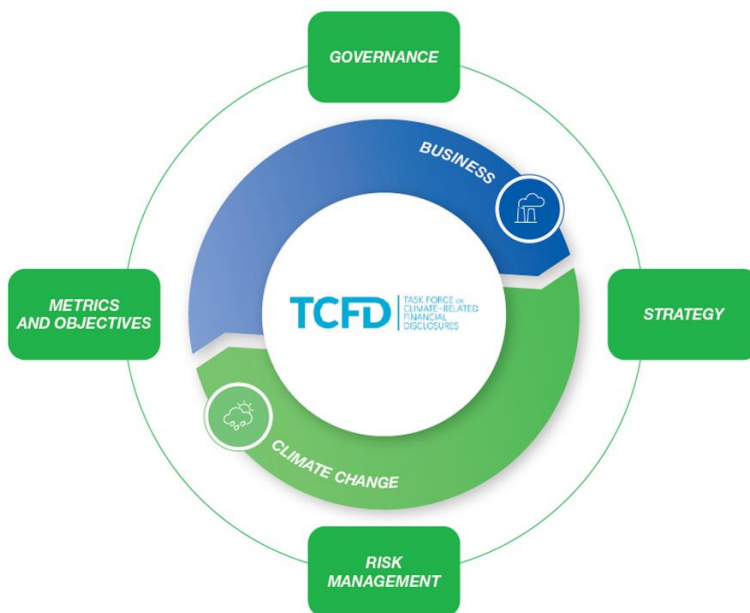 GOVERNANCE
BUSINESS
METRICS
AND OBJECTIVES
TCFD
TASK FORCE ON
CLIMATE-RELATED
FINANCIAL
DISCLOSURES
STRATEGY
CLIMATE CHANGE
RISK
MANAGEMENT